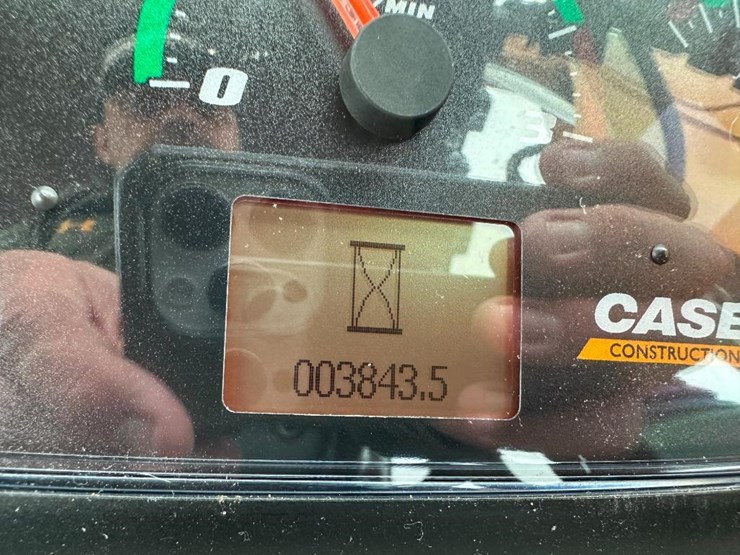 MIN
0
003843.5
CASE
CONSTRUCTION